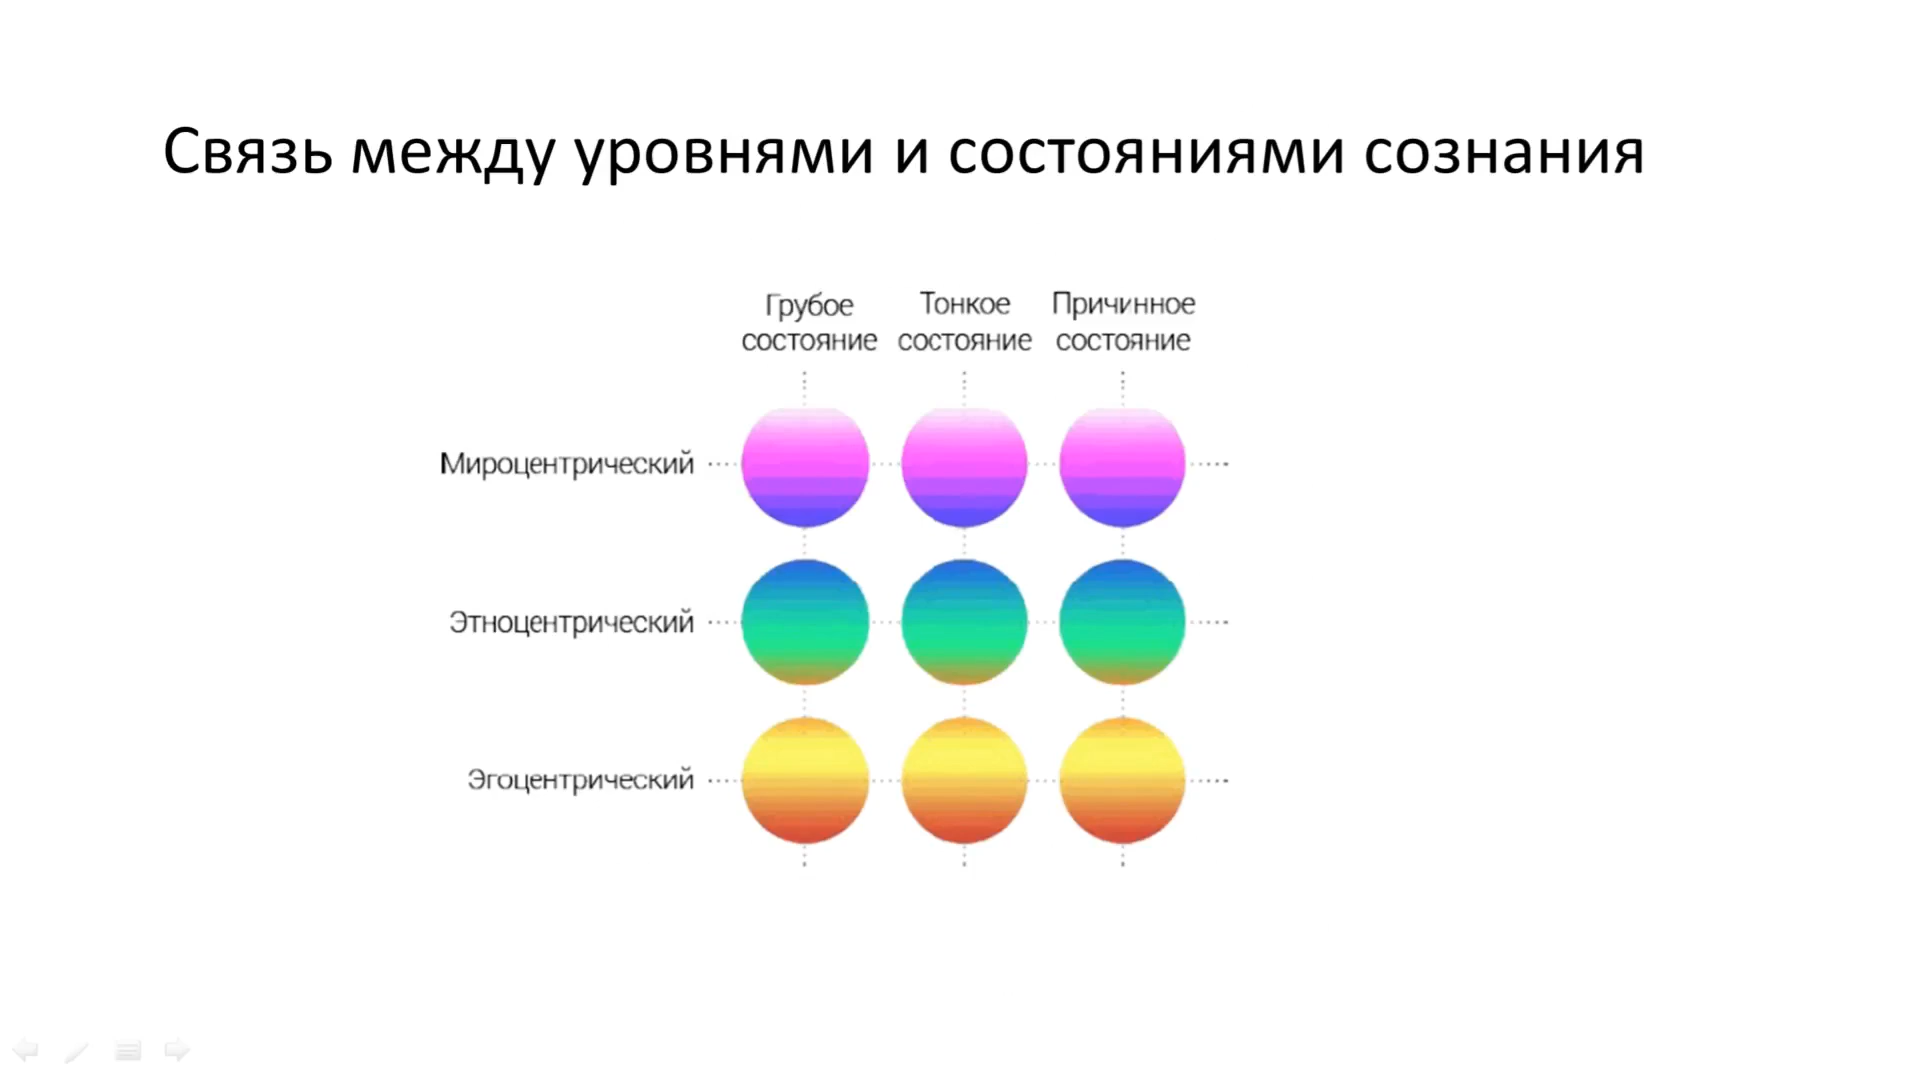 Связь между уровнями и состояниями сознания
Грубое состояние
Тонкое состояние
Причинное состояние
Мироцентрический
Этноцентрический
Эгоцентрический